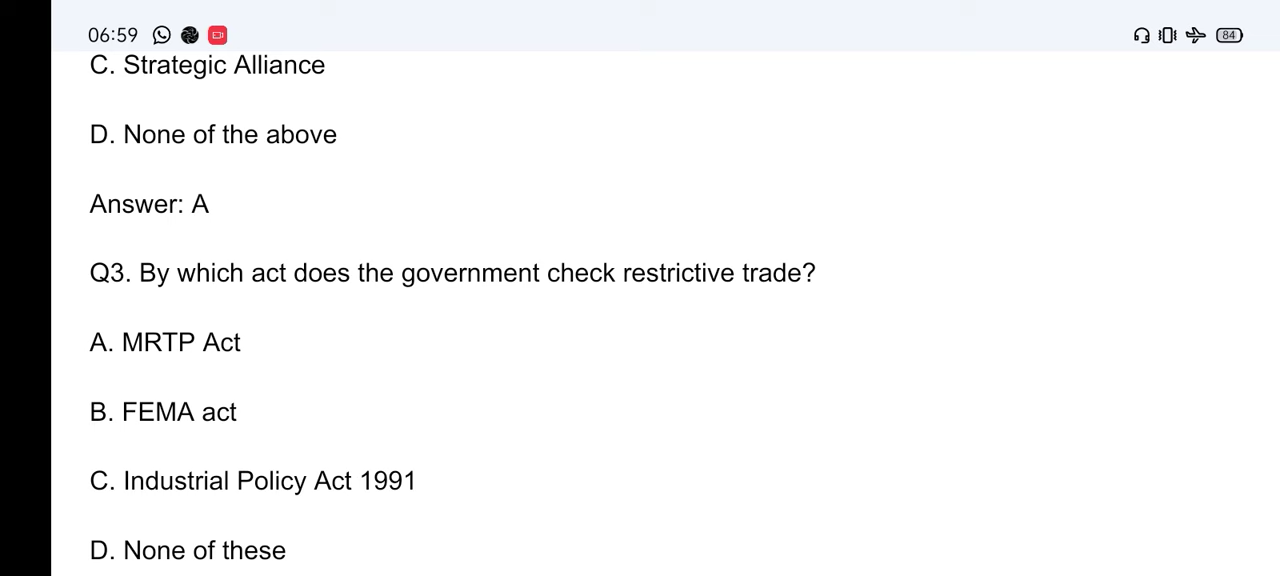 06:59 84
C. Strategic Alliance
D. None of the above
Answer: A
Q3. By which act does the government check restrictive trade?
A. MRTP Act
B. FEMA act
C. Industrial Policy Act 1991
D. None of these